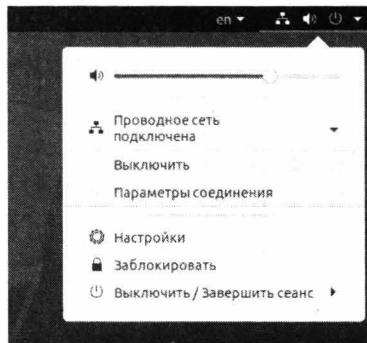 en
Проводное сеть
подключена
Выключить
Параметры соединения
Настройки
Заблокировать
Выключить / Завершить сеанс